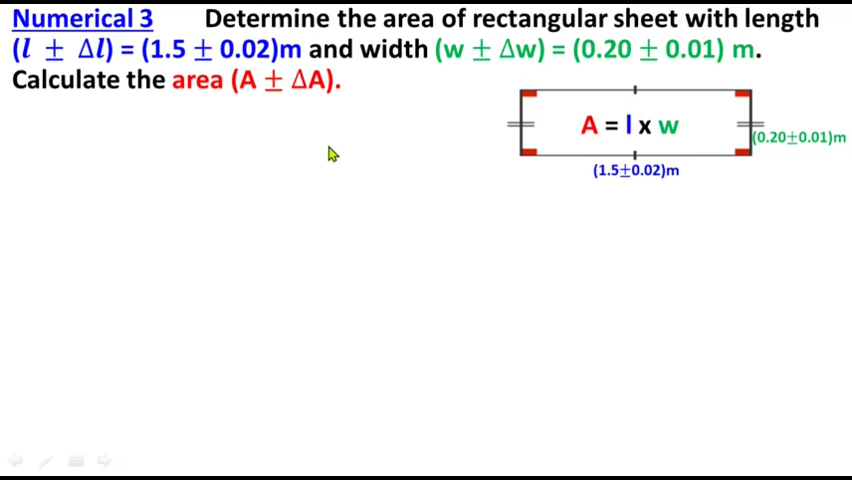 Numerical 3 Determine the area of rectangular sheet with length
(l ± Δl) = (1.5 ± 0.02)m and width (w ± Δw) = (0.20 ± 0.01) m.
Calculate the area (A ± ΔA).
A = l x w
(0.20±0.01)m
(1.5±0.02)m